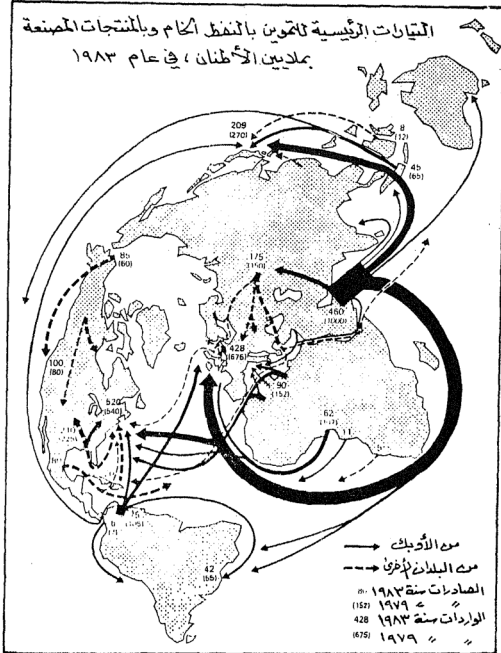 التيارات الرئيسية للتموين بالنفط الخام وبالمنتجات المصنعة
بملايين الأطنان ، في عام ١٩٨٣
209
(270)
8
(12)
45
(65)
85
(60)
175
(150)
460
(1000)
100
(80)
428
(676)
90
(152)
520
(540)
62
42
(65)
من الأوبك
من البلدان الأخرى
الصادرات سنة ١٩٨٣
" " ١٩٧٩ (152)
الواردات سنة ١٩٨٣ 428
" " ١٩٧٩ (675)